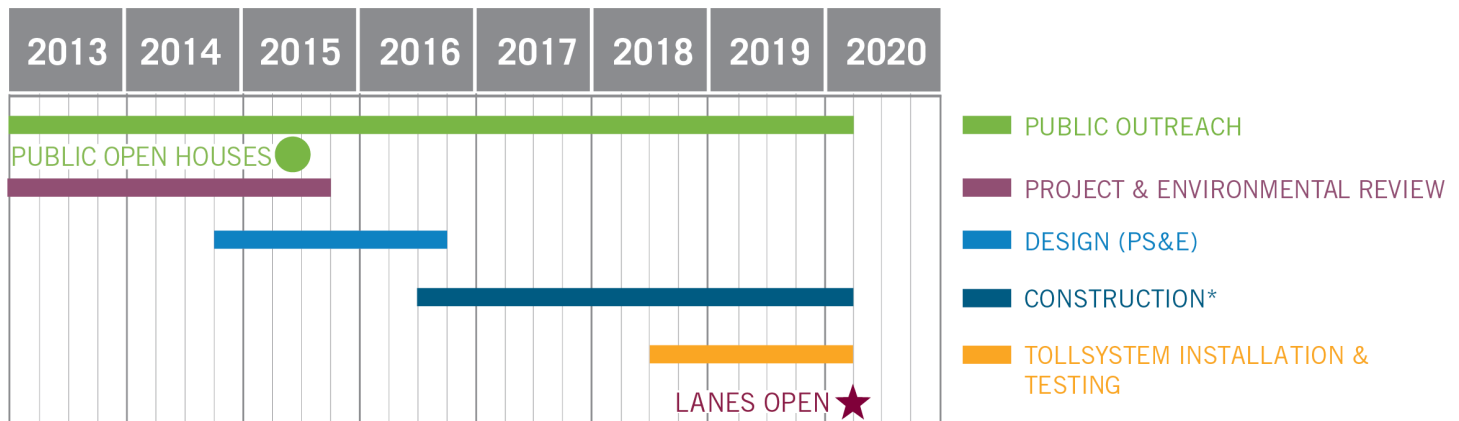 2013 2014 2015 2016 2017 2018 2019 2020
PUBLIC OUTREACH
PUBLIC OPEN HOUSES
PROJECT & ENVIRONMENTAL REVIEW
DESIGN (PS&E)
CONSTRUCTION*
TOLLSYSTEM INSTALLATION &
TESTING
LANES OPEN